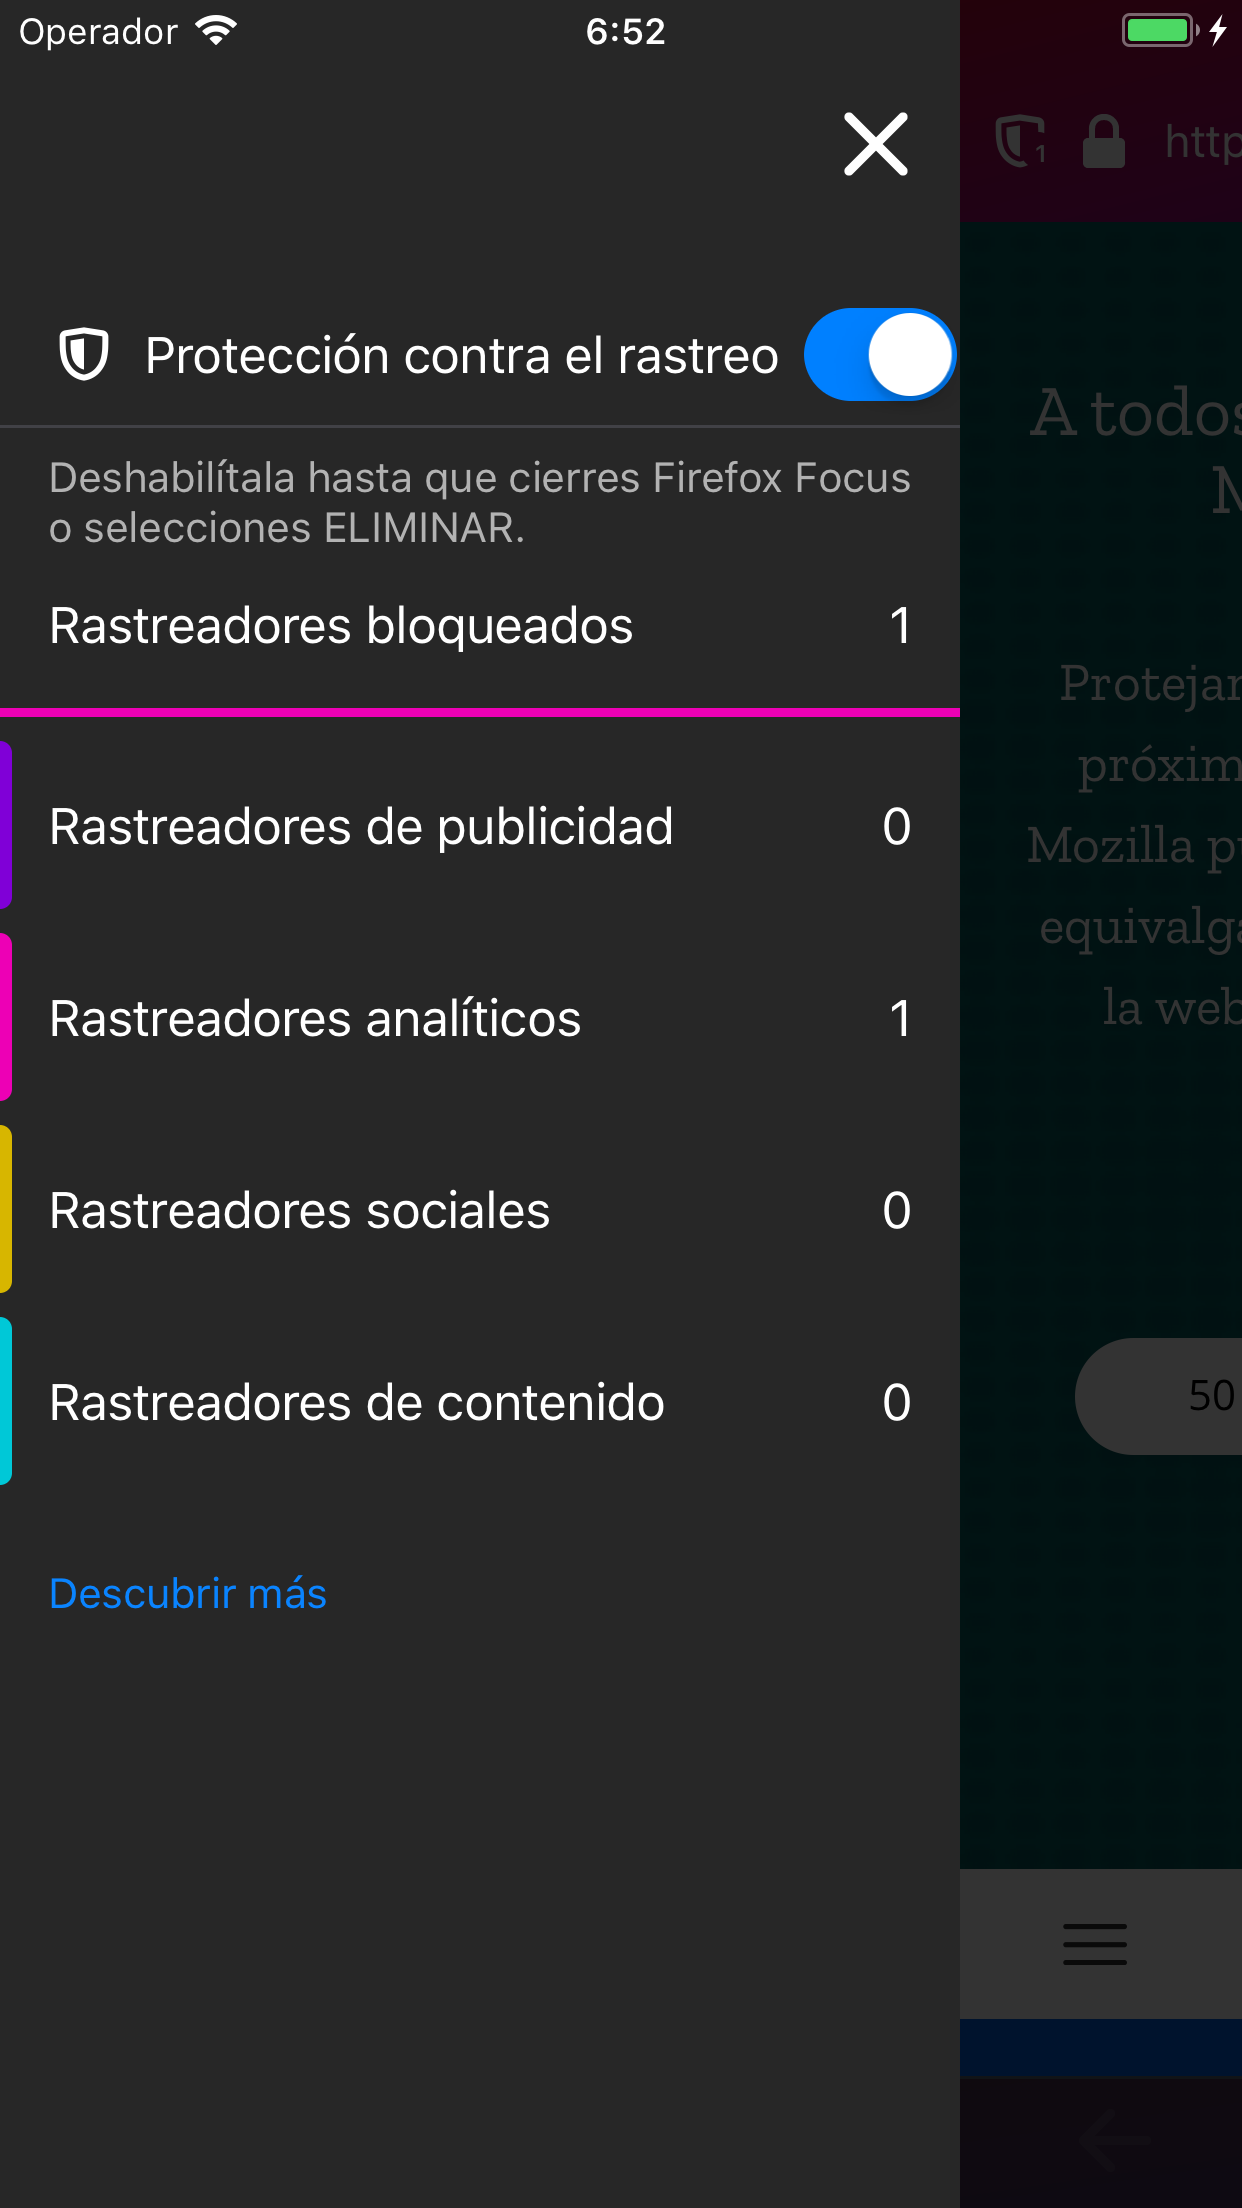 Operador
6:52
1
Protección contra el rastreo
Deshabilítala hasta que cierres Firefox Focus
o selecciones ELIMINAR.
Rastreadores bloqueados 1
Rastreadores de publicidad 0
Rastreadores analíticos 1
Rastreadores sociales 0
Rastreadores de contenido 0
Descubrir más
http
A todos
M
Protejan
próxim
Mozilla p
equivalga
la web
50